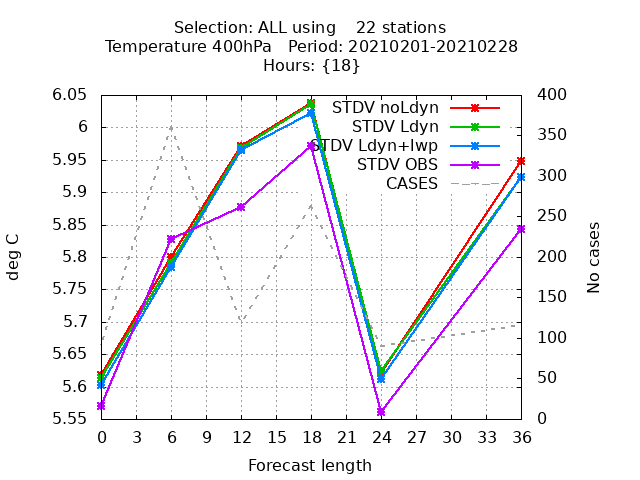 Selection: ALL using    22 stations
Temperature 400hPa   Period: 20210201-20210228
Hours: {18}
STDV noLdyn
STDV Ldyn
STDV Ldyn+lwp
STDV OBS
CASES
6.05
6
5.95
5.9
5.85
5.8
5.75
5.7
5.65
5.6
5.55
deg C
400
350
300
250
200
150
100
50
0
No cases
0 3 6 9 12 15 18 21 24 27 30 33 36
Forecast length